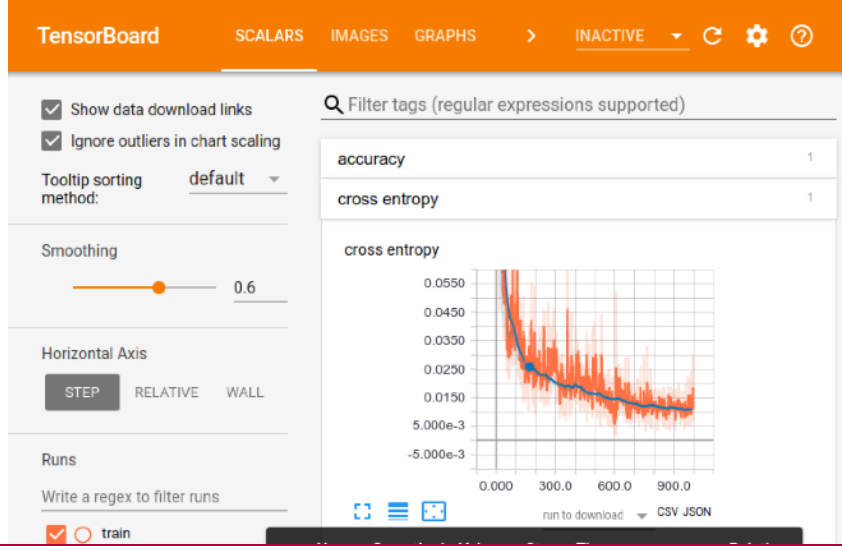 TensorBoard SCALARS IMAGES GRAPHS INACTIVE
Show data download links
Ignore outliers in chart scaling
Tooltip sorting method: default
Smoothing
0.6
Horizontal Axis
STEP RELATIVE WALL
Runs
Write a regex to filter runs
train
Filter tags (regular expressions supported)
accuracy 1
cross entropy 1
cross entropy
0.0550
0.0450
0.0350
0.0250
0.0150
5.000e-3
-5.000e-3
0.000 300.0 600.0 900.0
run to download CSV JSON